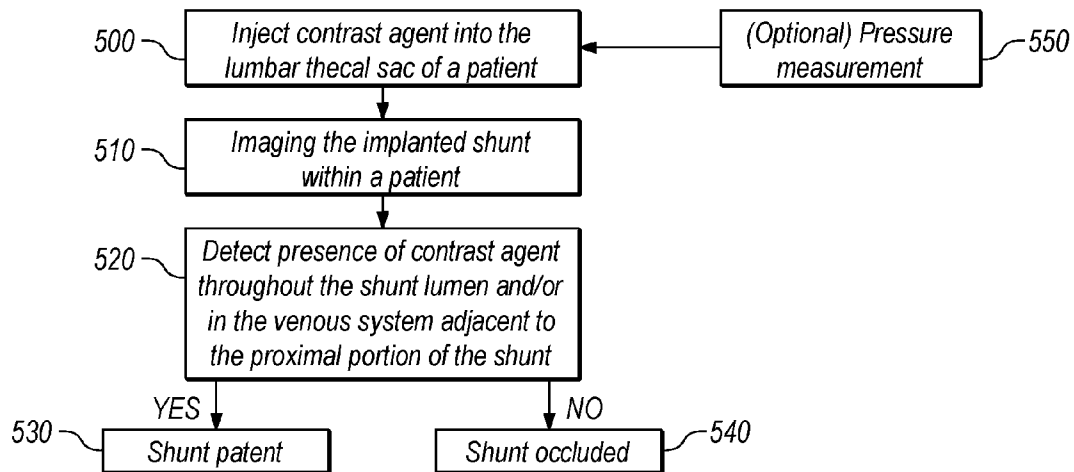 500
Inject contrast agent into the
lumbar thecal sac of a patient
(Optional) Pressure
measurement
550
510
Imaging the implanted shunt
within a patient
520
Detect presence of contrast agent
throughout the shunt lumen and/or
in the venous system adjacent to
the proximal portion of the shunt
YES
NO
530
Shunt patent
Shunt occluded
540